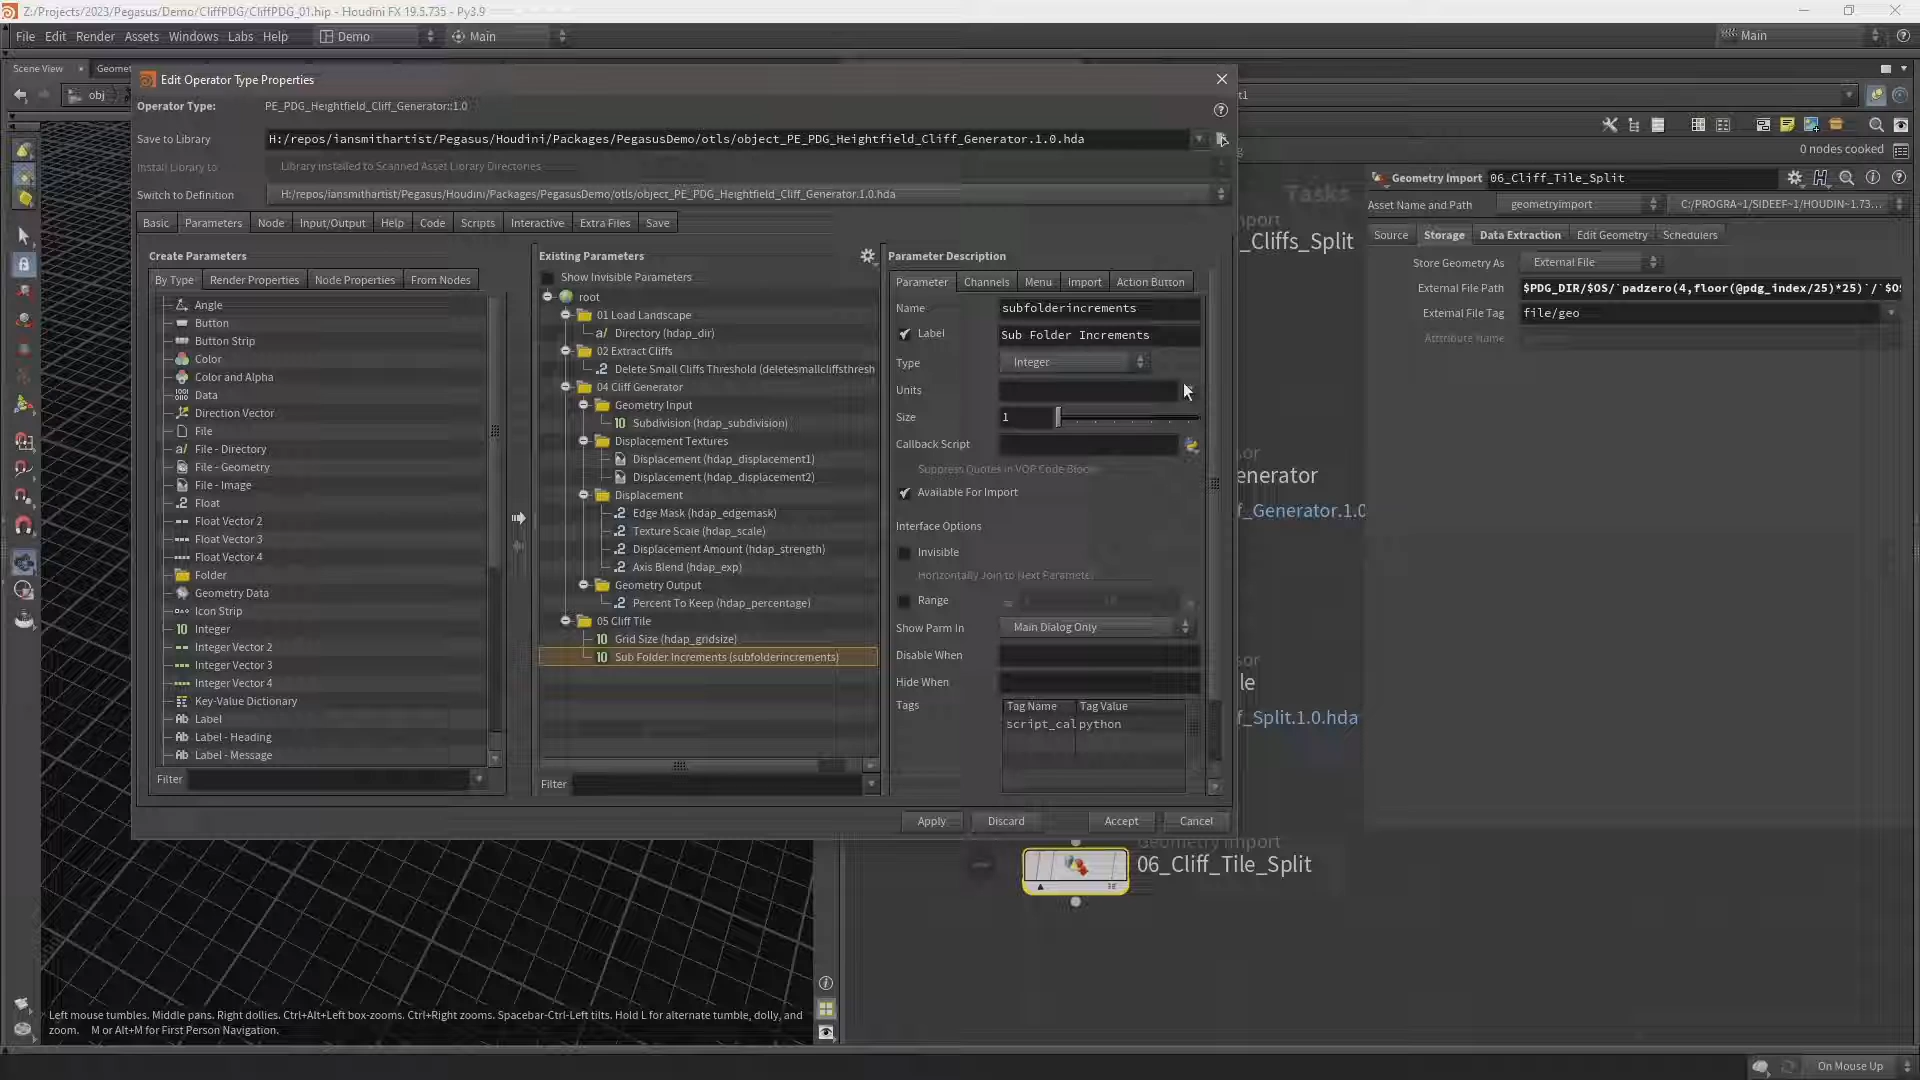 Z:/Projects/2023/Pegasus/Demo/CliffPDG/CliffPDG_01.hip - Houdini FX 19.5.735 - Py3.9
File Edit Render Assets Windows Labs Help Demo Main Main
Scene View Geomet
obj
Edit Operator Type Properties
Operator Type: PE_PDG_Heightfield_Cliff_Generator::1.0
Save to Library H:/repos/iansmithartist/Pegasus/Houdini/Packages/PegasusDemo/otls/object_PE_PDG_Heightfield_Cliff_Generator.1.0.hda
Install Library to Library installed to Scanned Asset Library Directories
Switch to Definition H:/repos/iansmithartist/Pegasus/Houdini/Packages/PegasusDemo/otls/object_PE_PDG_Heightfield_Cliff_Generator.1.0.hda
Basic Parameters Node Input/Output Help Code Scripts Interactive Extra Files Save
Create Parameters
By Type Render Properties Node Properties From Nodes
Angle
Button
Button Strip
Color
Color and Alpha
Data
Direction Vector
File
File - Directory
File - Geometry
File - Image
Float
Float Vector 2
Float Vector 3
Float Vector 4
Folder
Geometry Data
Icon Strip
Integer
Integer Vector 2
Integer Vector 3
Integer Vector 4
Key-Value Dictionary
Label
Label - Heading
Label - Message
Filter
Existing Parameters
Show Invisible Parameters
root
01 Load Landscape
Directory (hdap_dir)
02 Extract Cliffs
Delete Small Cliffs Threshold (deletesmallcliffsthresh
04 Cliff Generator
Geometry Input
Subdivision (hdap_subdivision)
Displacement Textures
Displacement (hdap_displacement1)
Displacement (hdap_displacement2)
Displacement
Edge Mask (hdap_edgemask)
Texture Scale (hdap_scale)
Displacement Amount (hdap_strength)
Axis Blend (hdap_exp)
Geometry Output
Percent To Keep (hdap_percentage)
05 Cliff Tile
Grid Size (hdap_gridsize)
Sub Folder Increments (subfolderincrements)
Filter
Parameter Description
Parameter Channels Menu Import Action Button
Name subfolderincrements
Label Sub Folder Increments
Type Integer
Units
Size 1
Callback Script
Suppress Quotes in VOP Code Block
Available For Import
Interface Options
Invisible
Horizontally Join to Next Parameter
Range
Show Parm In Main Dialog Only
Disable When
Hide When
Tags Tag Name Tag Value
script_cal python
Apply Discard Accept Cancel
0 nodes cooked
Tasks
_Cliffs_Split
enerator
f_Generator.1.0
le
f_Split.1.0.hda
Geometry Import
06_Cliff_Tile_Split
Geometry Import 06_Cliff_Tile_Split
Asset Name and Path geometryimport C:/PROGRA~1/SIDEEF~1/HOUDIN~1.73...
Source Storage Data Extraction Edit Geometry Schedulers
Store Geometry As External File
External File Path $PDG_DIR/$OS/`padzero(4,floor(@pdg_index/25)*25)`/`$O
External File Tag file/geo
Attribute Name
Left mouse tumbles. Middle pans. Right dollies. Ctrl+Alt+Left box-zooms. Ctrl+Right zooms. Spacebar-Ctrl-Left tilts. Hold L for alternate tumble, dolly, and
zoom. M or Alt+M for First Person Navigation.
On Mouse Up